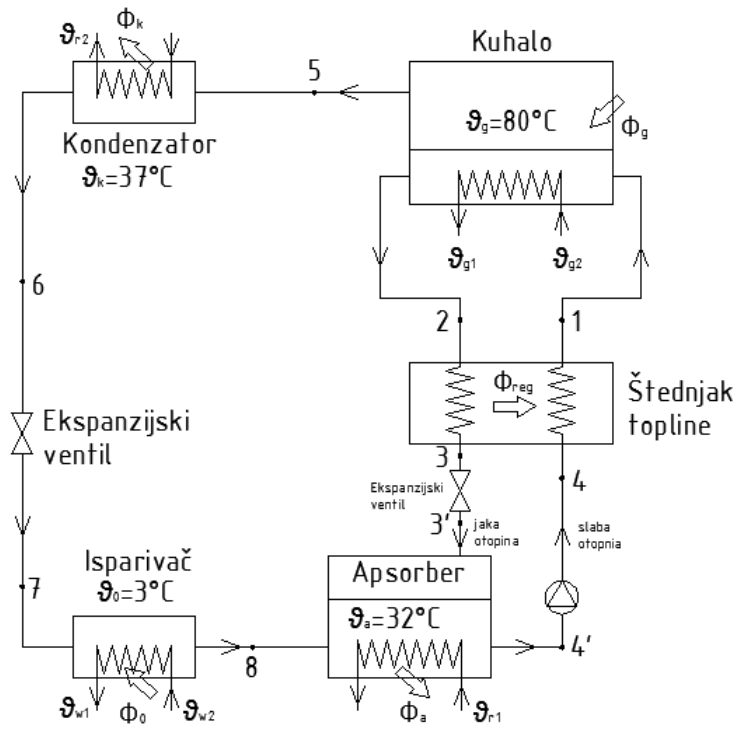 Φk
ϑr2
Kuhalo
5
ϑg=80°C
Φg
Kondenzator
ϑk=37°C
ϑg1
ϑg2
6
2
1
Φreg
Štednjak
topline
Ekspanzijski
ventil
3
4
Ekspanzijski
ventil
3'
jaka
otopina
slaba
otopnia
Isparivač
ϑ0=3°C
Apsorber
7
ϑa=32°C
8
4'
ϑw1
Φ0
ϑw2
Φa
ϑr1